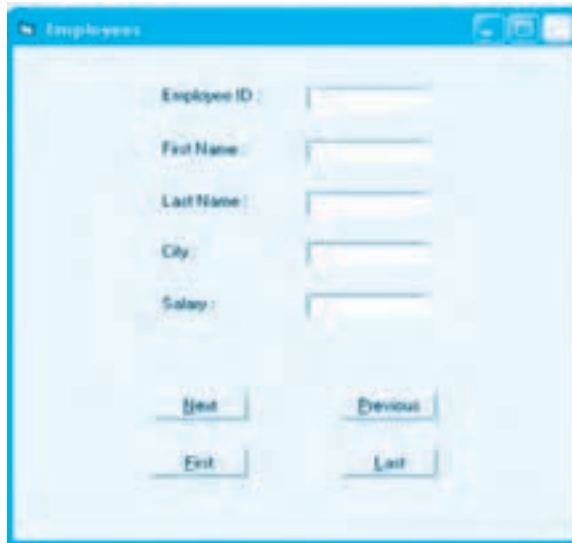 Employees
Employee ID :
First Name :
Last Name :
City :
Salary :
Next Previous
First Last